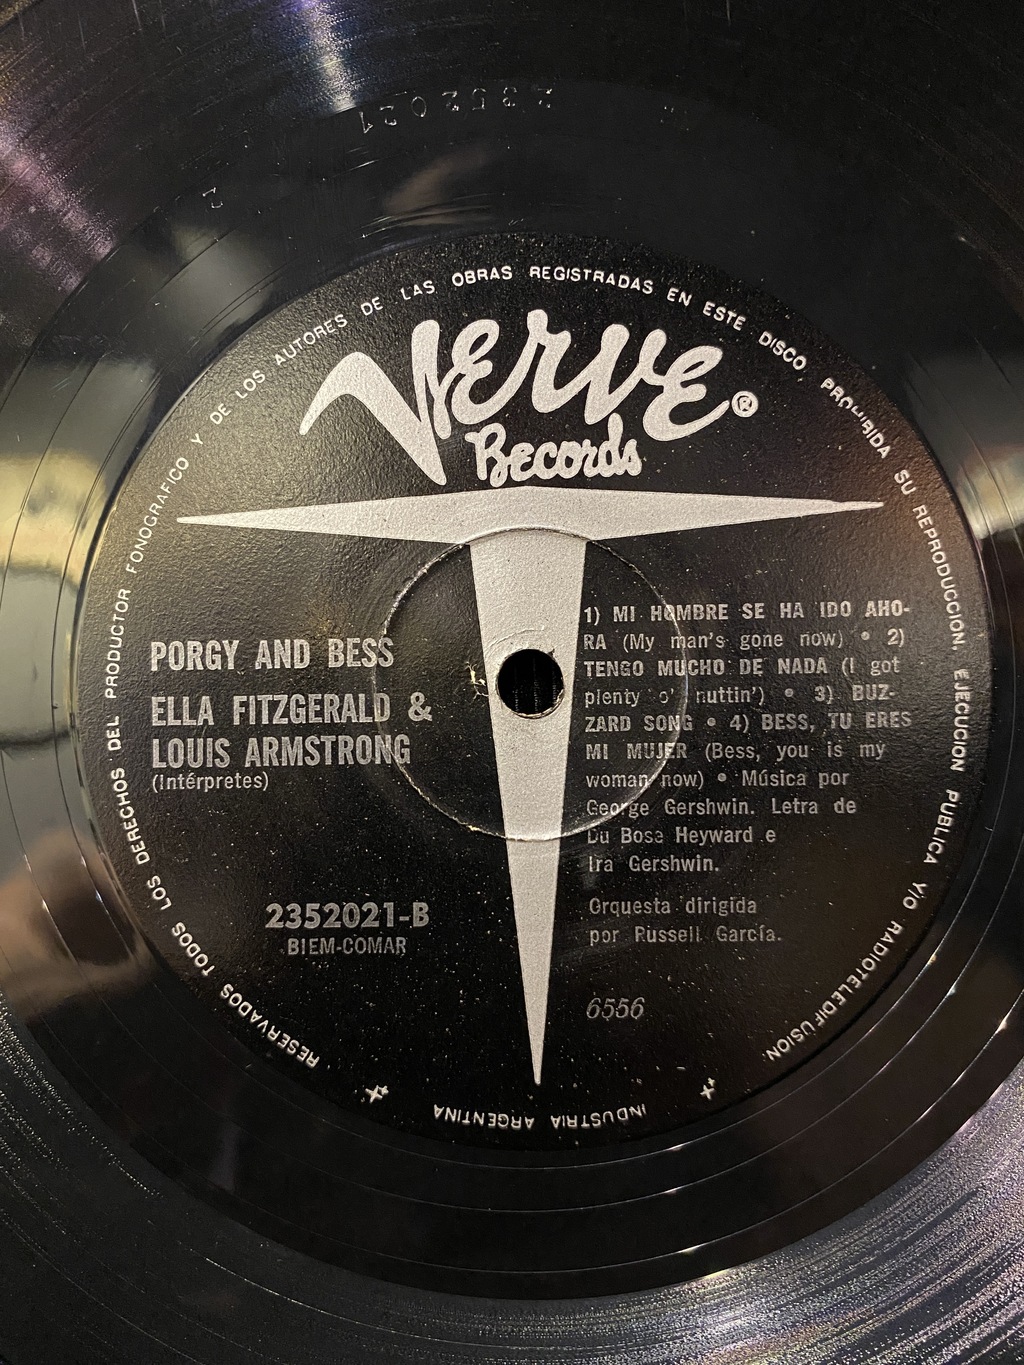 2352021
RESERVADOS TODOS LOS DERECHOS DEL PRODUCTOR FONOGRAFICO Y DE LOS AUTORES DE LAS OBRAS REGISTRADAS EN ESTE DISCO. PROHIBIDA SU REPRODUCCION, EJECUCION PUBLICA Y/O RADIOTELEDIFUSION.
Verve®
Records
PORGY AND BESS
ELLA FITZGERALD &
LOUIS ARMSTRONG
(Intérpretes)
2352021-B
BIEM-COMAR
1) MI HOMBRE SE HA IDO AHO-
RA (My man's gone now) • 2)
TENGO MUCHO DE NADA (I got
plenty o' nuttin') • 3) BUZ-
ZARD SONG • 4) BESS, TU ERES
MI MUJER (Bess, you is my
woman now) • Música por
George Gershwin. Letra de
Du Bose Heyward e
Ira Gershwin.
Orquesta dirigida
por Russell García.
6556
INDUSTRIA ARGENTINA